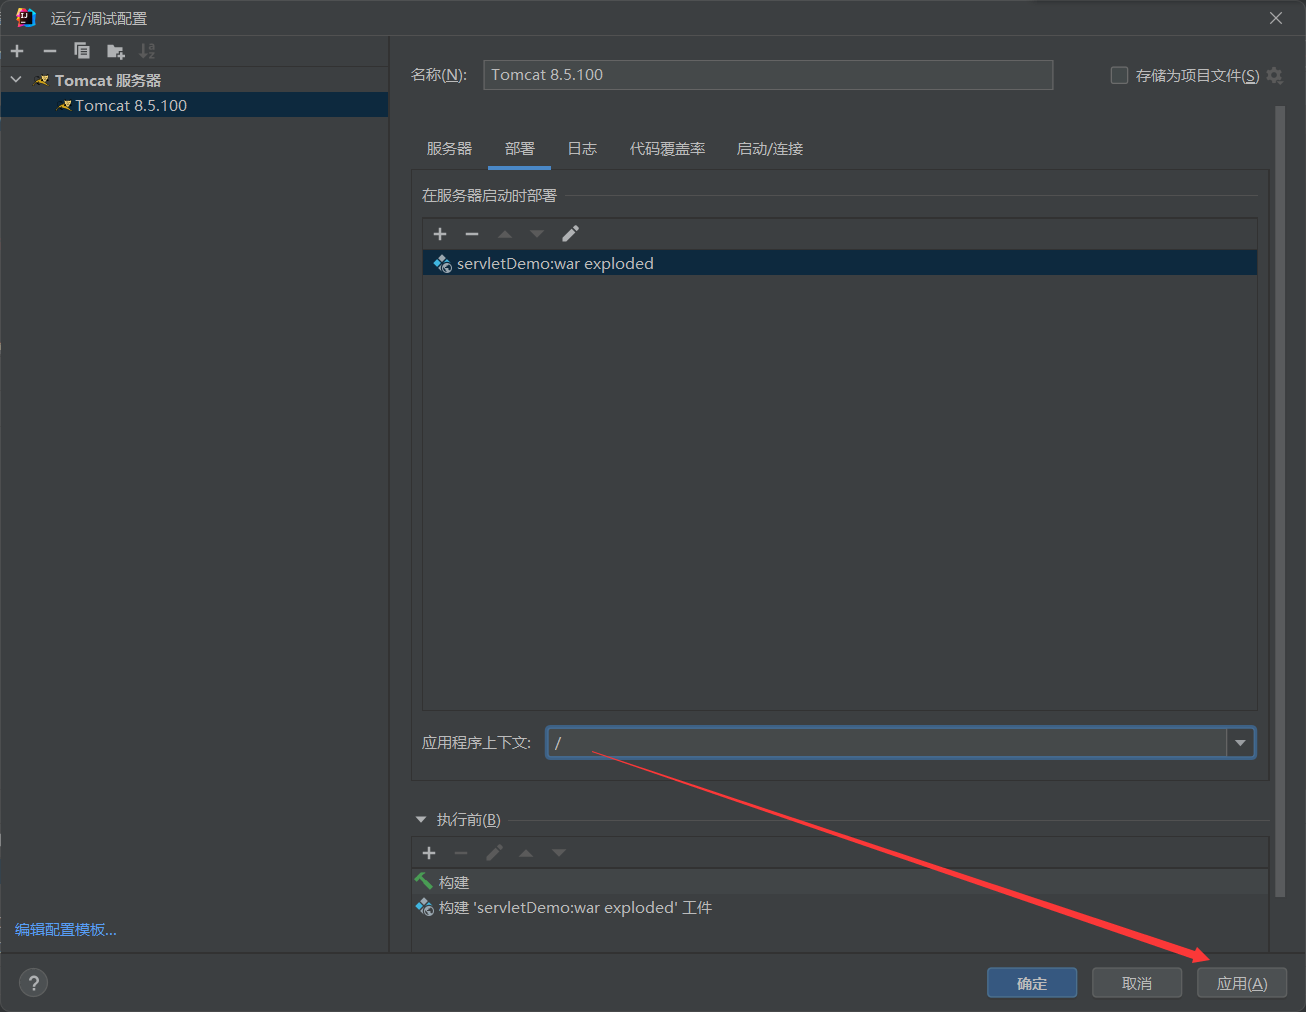 运行/调试配置
Tomcat 服务器
Tomcat 8.5.100
名称(N): Tomcat 8.5.100 存储为项目文件(S)
服务器 部署 日志 代码覆盖率 启动/连接
在服务器启动时部署
servletDemo:war exploded
应用程序上下文: /
执行前(B)
构建
构建 'servletDemo:war exploded' 工件
编辑配置模板...
? 确定 取消 应用(A)